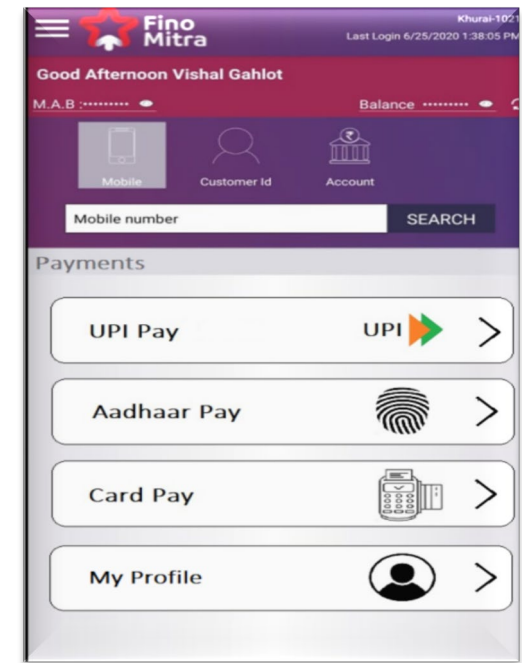 Fino
Mitra
Khurai-1021
Last Login 6/25/2020 1:38:05 PM
Good Afternoon Vishal Gahlot
M.A.B :•••••••••
Balance •••••••••
Mobile
Customer Id
Account
Mobile number
SEARCH
Payments
UPI Pay
UPI
Aadhaar Pay
Card Pay
My Profile